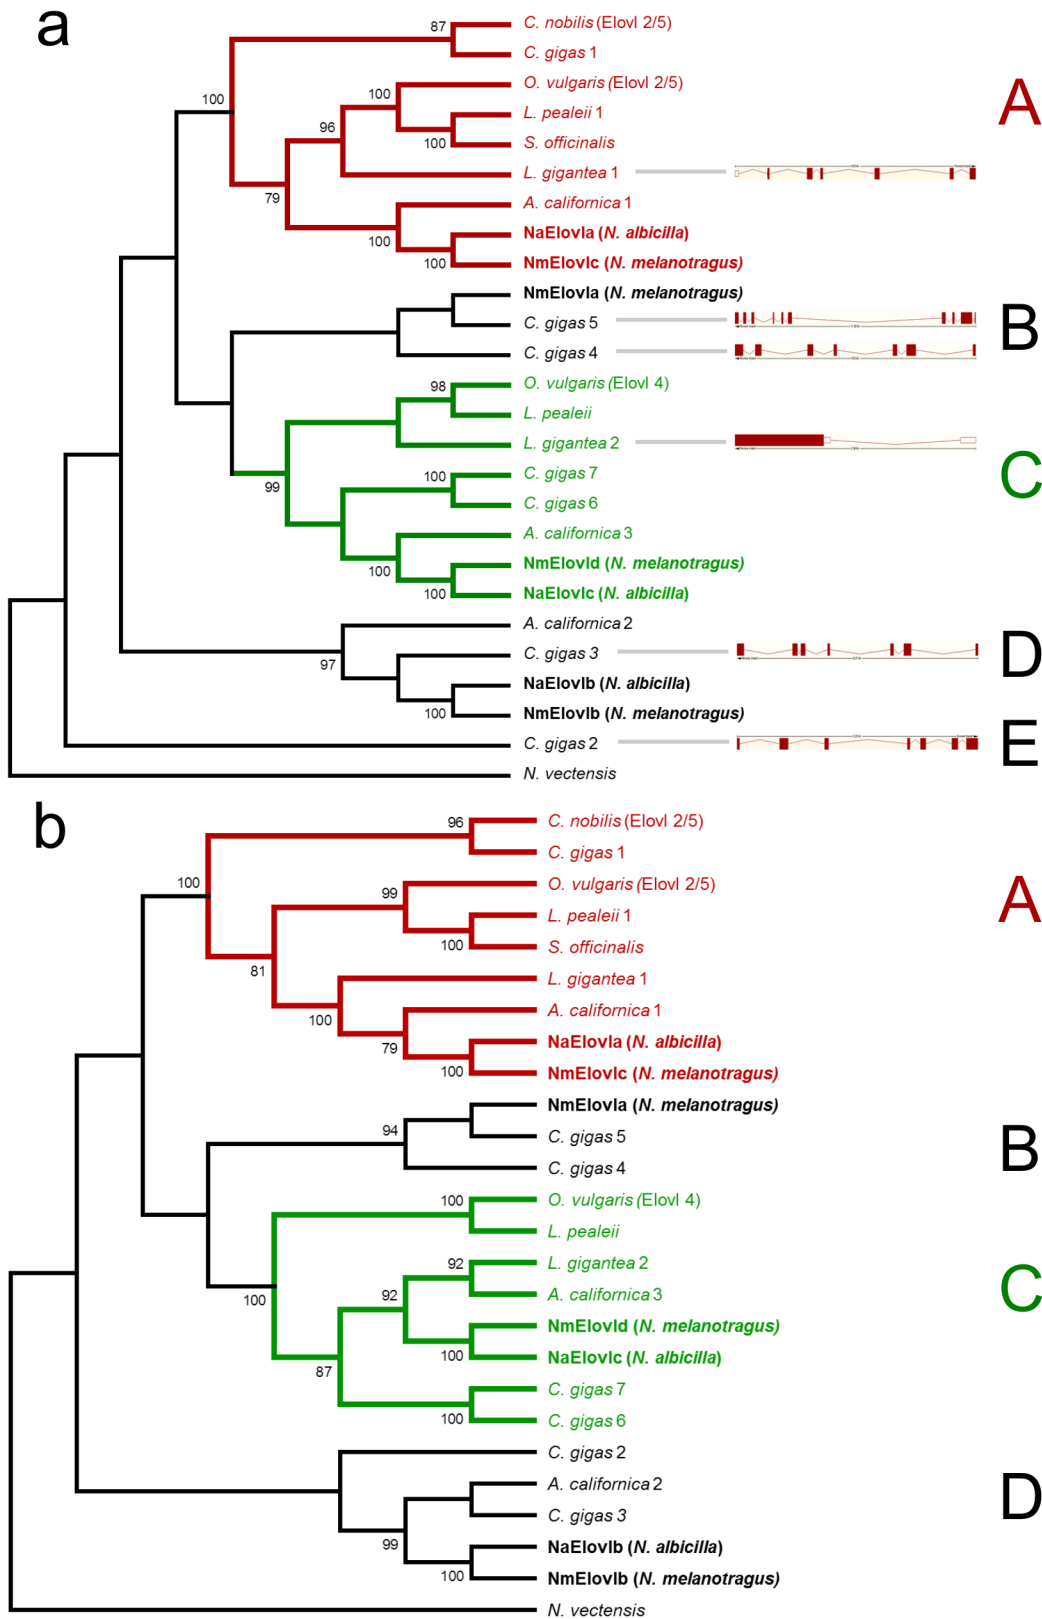 a
87
C. nobilis (Elovl 2/5)
C. gigas 1
A
100
100
O. vulgaris (Elovl 2/5)
96
L. pealeii 1
100
S. officinalis
79
L. gigantea 1
A. californica 1
100
NaElovla (N. albicilla)
100
NmElovlc (N. melanotragus)
NmElovla (N. melanotragus)
B
C. gigas 5
C. gigas 4
98
O. vulgaris (Elovl 4)
L. pealeii
L. gigantea 2
C
99
100
C. gigas 7
C. gigas 6
A. californica 3
100
NmElovld (N. melanotragus)
100
NaElovlc (N. albicilla)
A. californica 2
97
C. gigas 3
D
NaElovlb (N. albicilla)
100
NmElovlb (N. melanotragus)
C. gigas 2
E
N. vectensis
b
96
C. nobilis (Elovl 2/5)
C. gigas 1
100
99
O. vulgaris (Elovl 2/5)
A
L. pealeii 1
100
S. officinalis
81
L. gigantea 1
100
A. californica 1
79
NaElovla (N. albicilla)
100
NmElovlc (N. melanotragus)
NmElovla (N. melanotragus)
94
C. gigas 5
B
C. gigas 4
100
O. vulgaris (Elovl 4)
L. pealeii
92
L. gigantea 2
92
A. californica 3
C
100
NmElovld (N. melanotragus)
100
NaElovlc (N. albicilla)
87
C. gigas 7
100
C. gigas 6
C. gigas 2
A. californica 2
D
C. gigas 3
99
NaElovlb (N. albicilla)
100
NmElovlb (N. melanotragus)
N. vectensis